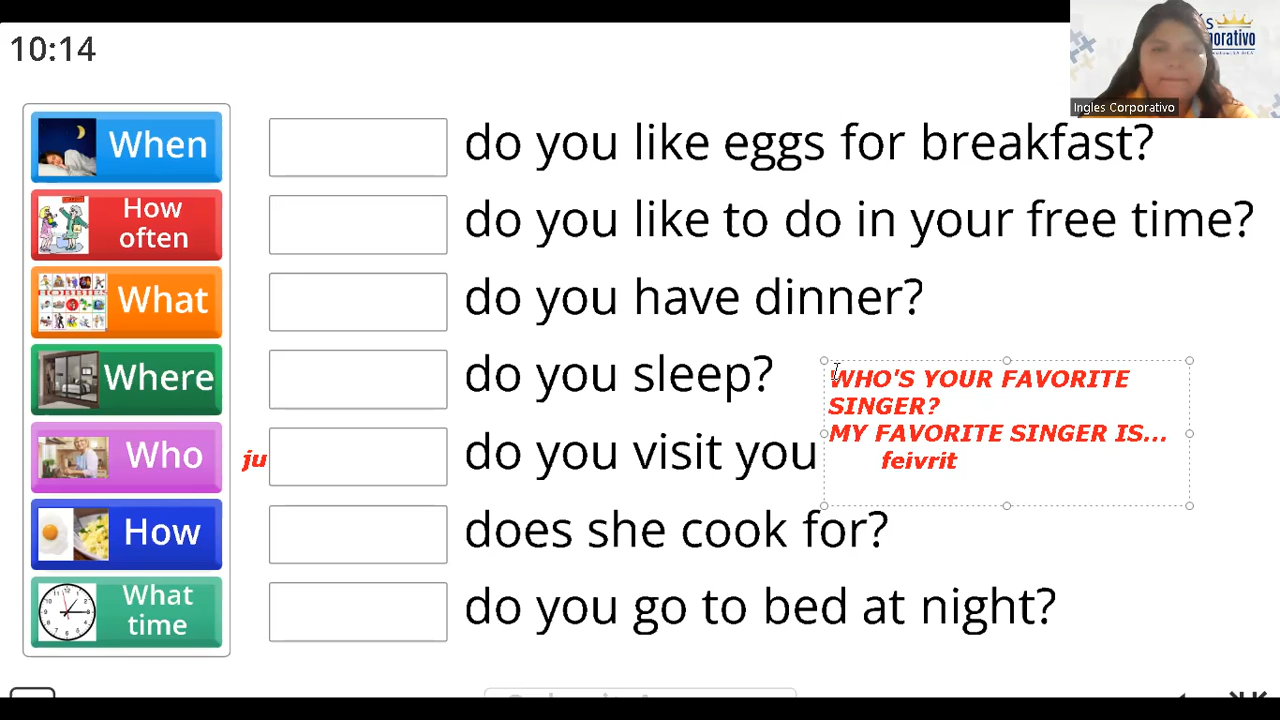 10:14
orativo
Ingles Corporativo
When
do you like eggs for breakfast?
How
often
do you like to do in your free time?
What
do you have dinner?
Where
do you sleep?
WHO'S YOUR FAVORITE
SINGER?
MY FAVORITE SINGER IS...
feivrit
Who
ju
do you visit you
How
does she cook for?
What
time
do you go to bed at night?